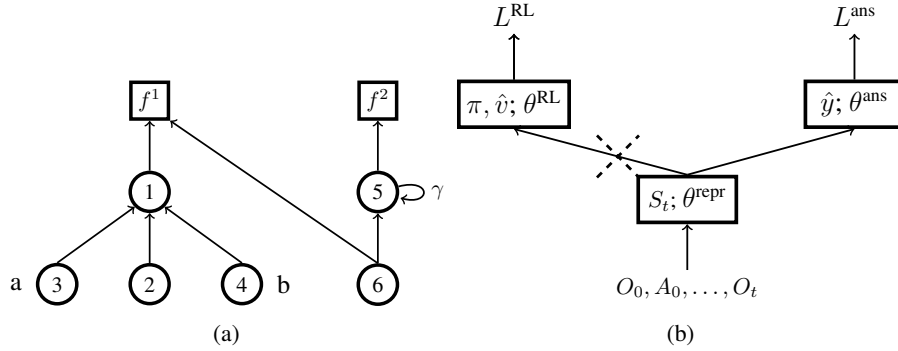 f¹ f²
1 5 γ
a 3 2 4 b 6
(a)
L^RL L^ans
π, v̂; θ^RL ŷ; θ^ans
S_t; θ^repr
O_0, A_0, . . . , O_t
(b)